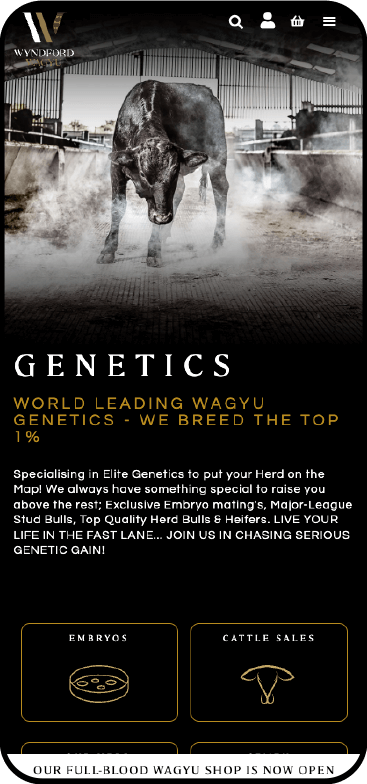 WYNDFORD
WAGYU
GENETICS
WORLD LEADING WAGYU
GENETICS - WE BREED THE TOP
1%
Specialising in Elite Genetics to put your Herd on the
Map! We always have something special to raise you
above the rest; Exclusive Embryo mating's, Major-League
Stud Bulls, Top Quality Herd Bulls & Heifers. LIVE YOUR
LIFE IN THE FAST LANE... JOIN US IN CHASING SERIOUS
GENETIC GAIN!
EMBRYOS
CATTLE SALES
OUR FULL-BLOOD WAGYU SHOP IS NOW OPEN